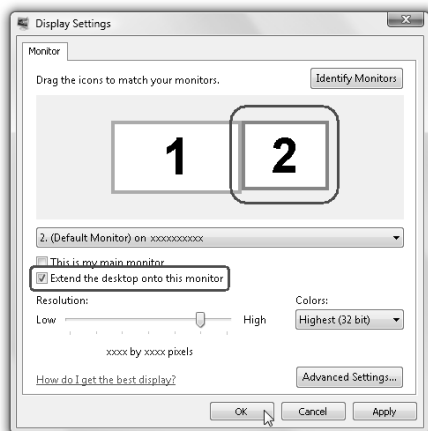 Display Settings
Monitor
Drag the icons to match your monitors.
Identify Monitors
1
2
2. (Default Monitor) on xxxxxxxxxx
This is my main monitor
Extend the desktop onto this monitor
Resolution:
Low
High
xxxx by xxxx pixels
Colors:
Highest (32 bit)
How do I get the best display?
Advanced Settings...
OK
Cancel
Apply